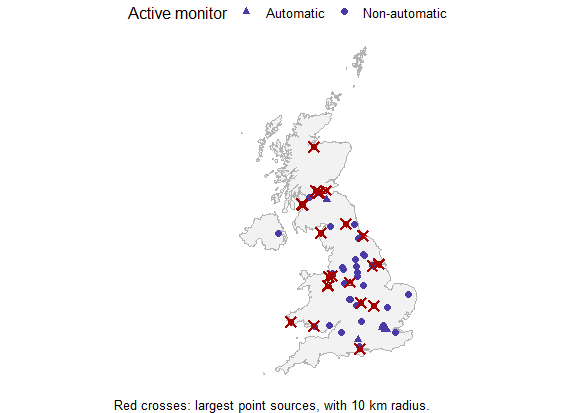 Active monitor Automatic Non-automatic
Red crosses: largest point sources, with 10 km radius.